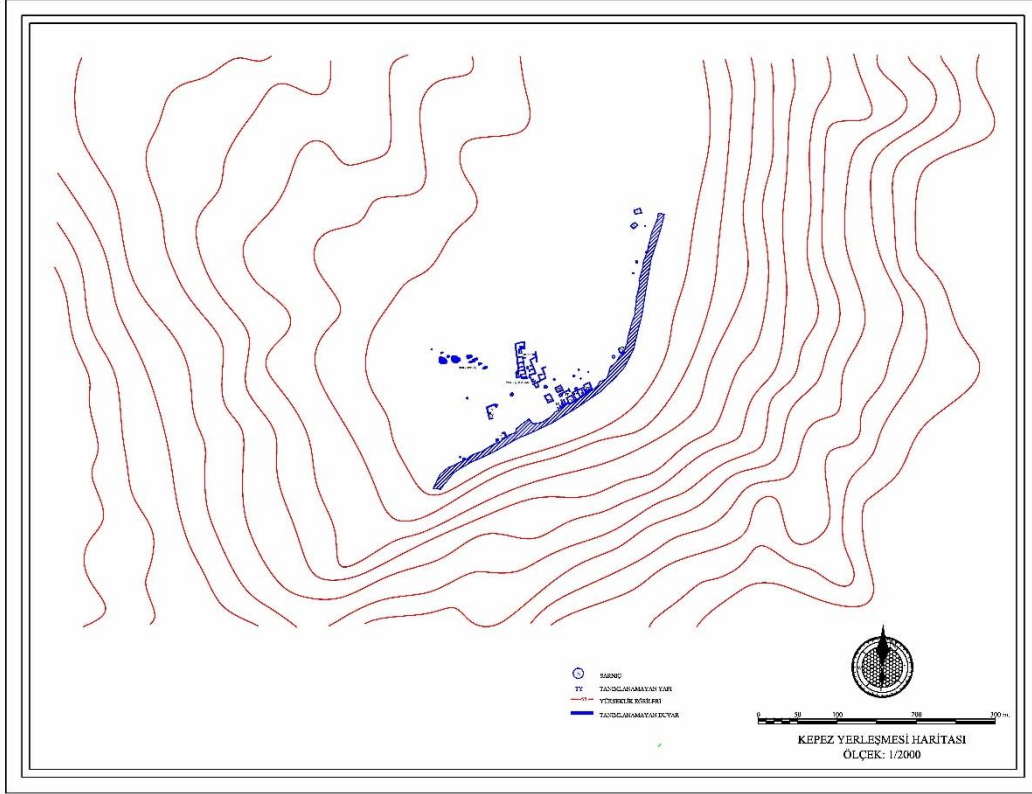 S SARNIÇ
TY TANIMLANAMAYAN YAPI
YÜKSEKLİK EĞRİLERİ
TANIMLANAMAYAN DUVAR
0 50 100 200 300 m.
KEPEZ YERLEŞMESİ HARİTASI
ÖLÇEK: 1/2000